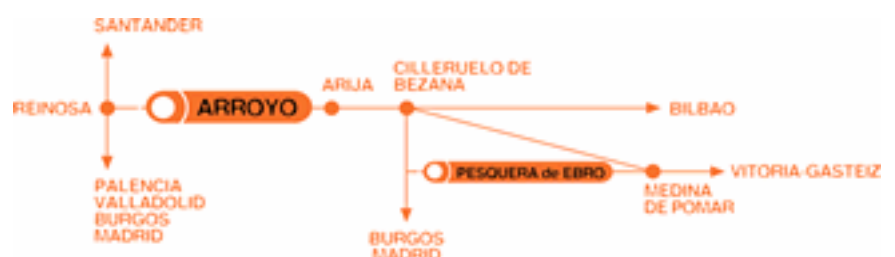 SANTANDER
REINOSA
ARROYO
ARIJA
CILLERUELO DE
BEZANA
BILBAO
PESQUERA de EBRO
VITORIA-GASTEIZ
MEDINA
DE POMAR
PALENCIA
VALLADOLID
BURGOS
MADRID
BURGOS
MADRID